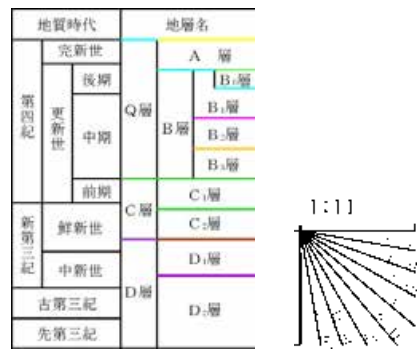 地質時代 地層名
完新世 A 層
第四紀 更新世 後期 Q層 B層 B₀層
中期 B₁層
B₂層
B₃層
前期 C層 C₁層
新第三紀 鮮新世 C₂層
中新世 D層 D₁層
古第三紀 D₂層
先第三紀
1:1